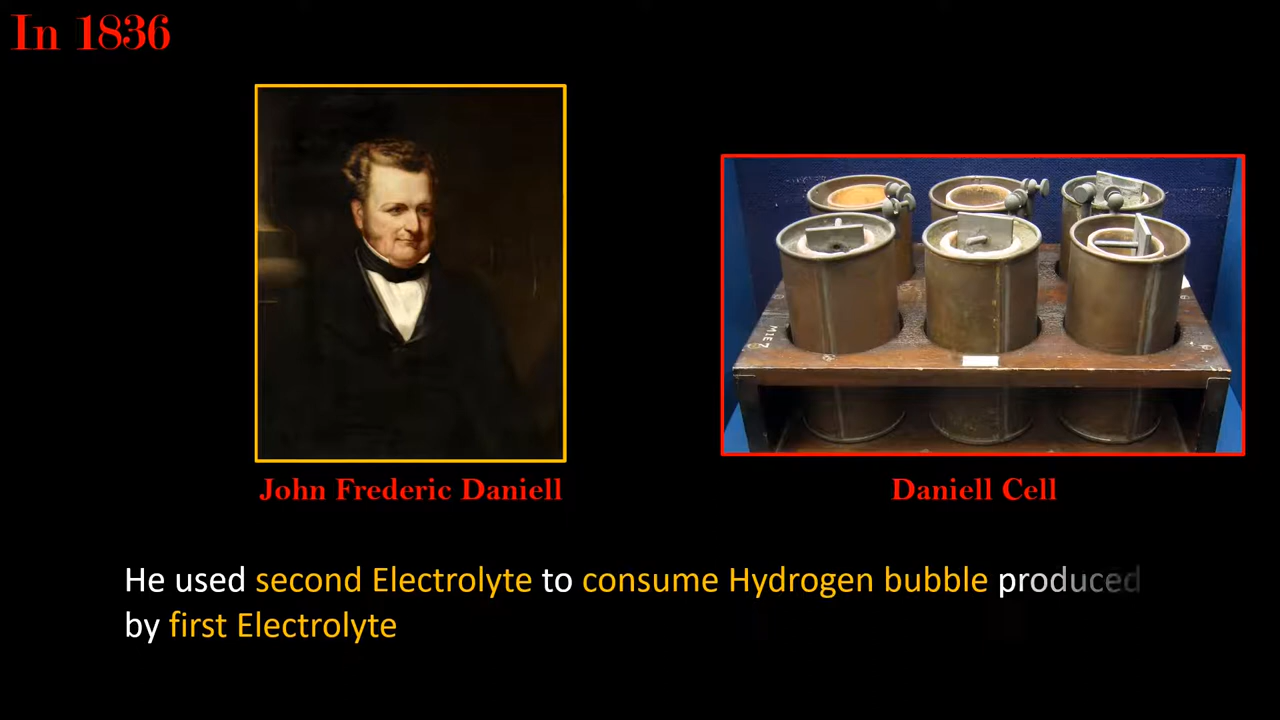 In 1836
John Frederic Daniell
Daniell Cell
He used second Electrolyte to consume Hydrogen bubble produced
by first Electrolyte